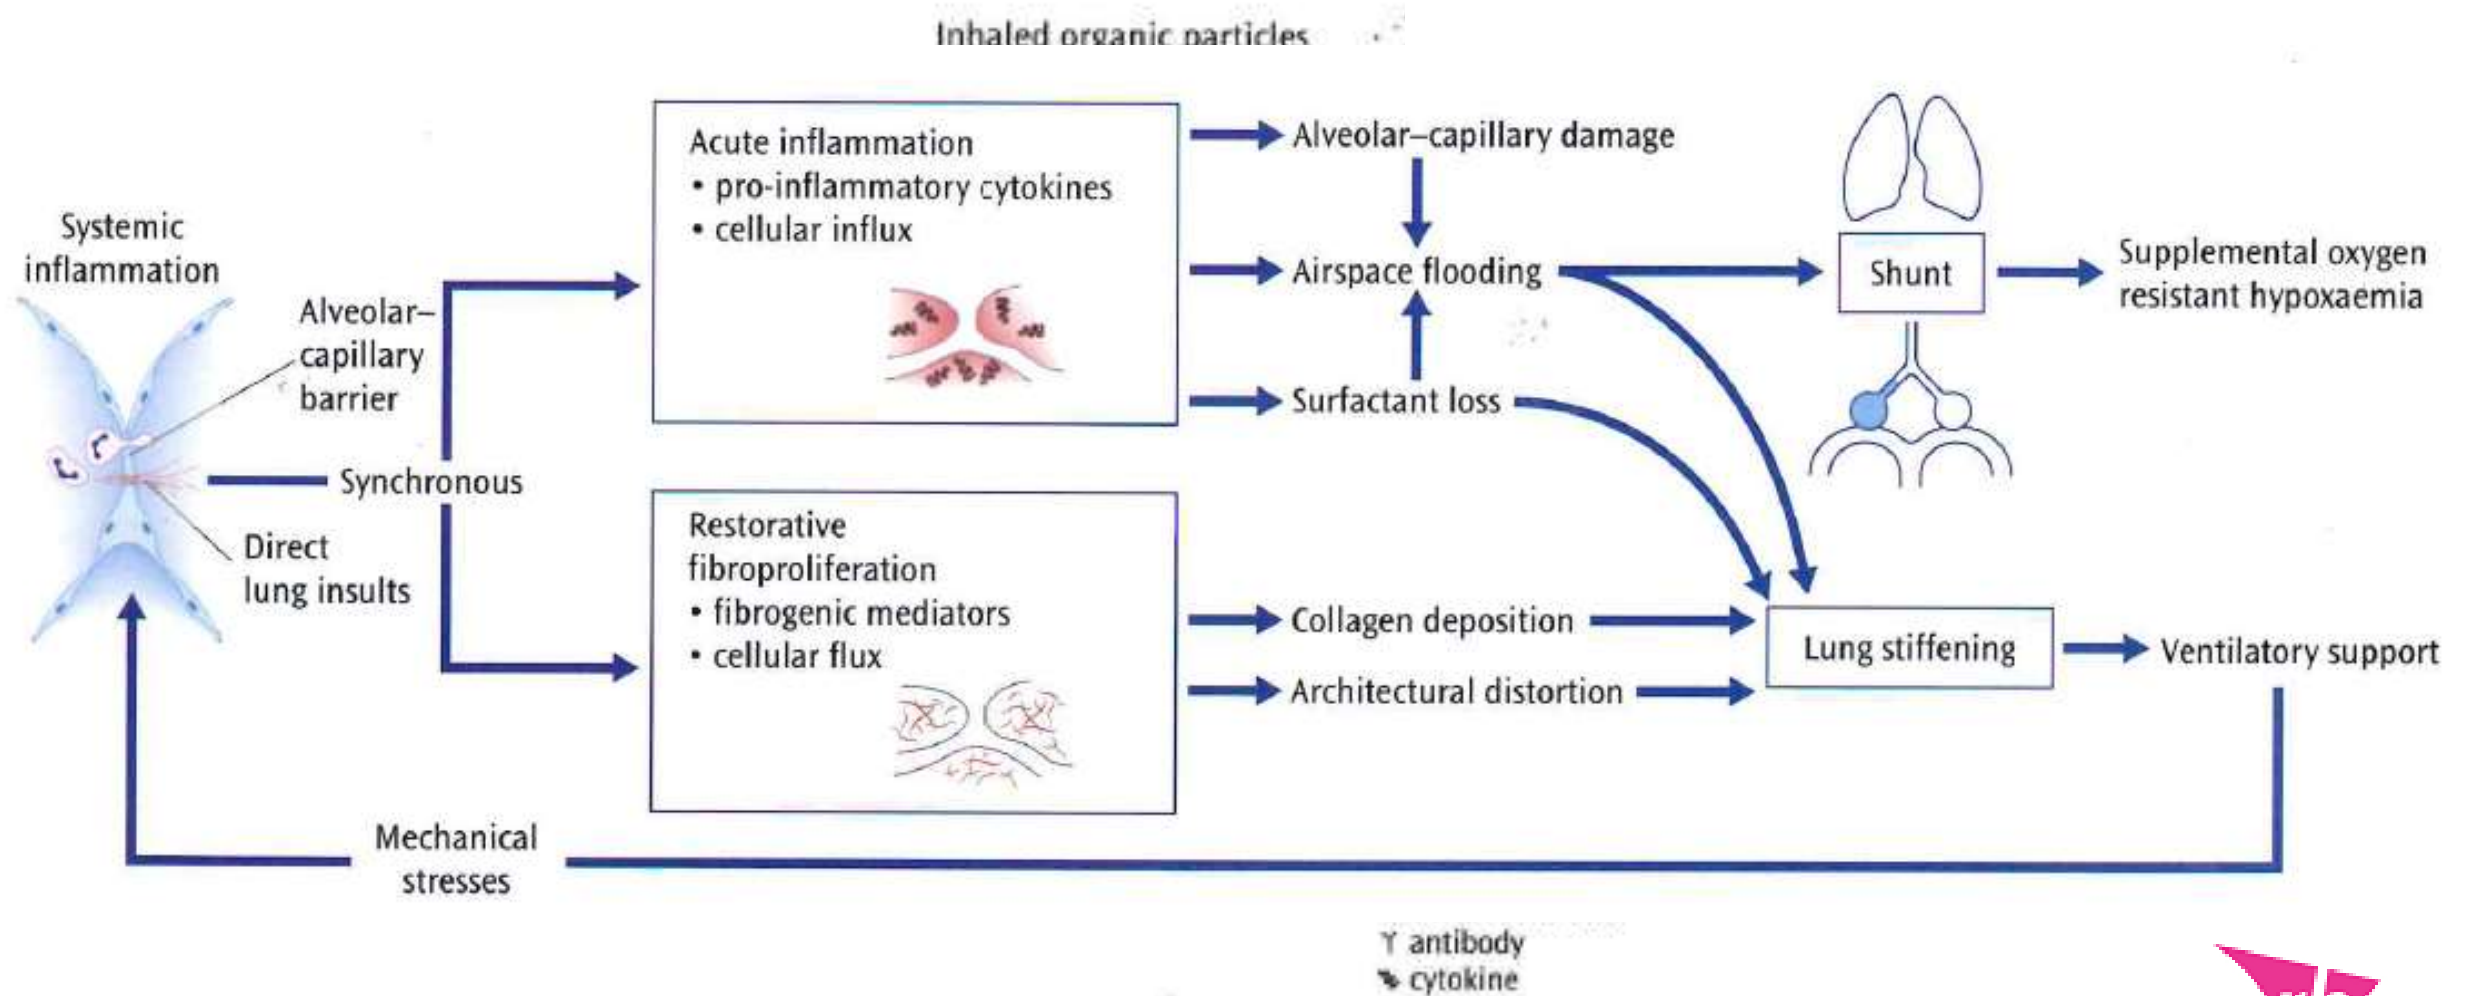 Inhaled organic particles
Systemic
inflammation
Alveolar–
capillary
barrier
Synchronous
Direct
lung insults
Acute inflammation
• pro-inflammatory cytokines
• cellular influx
Restorative
fibroproliferation
• fibrogenic mediators
• cellular flux
Alveolar–capillary damage
Airspace flooding
Surfactant loss
Collagen deposition
Architectural distortion
Shunt
Supplemental oxygen
resistant hypoxaemia
Lung stiffening
Ventilatory support
Mechanical
stresses
antibody
cytokine